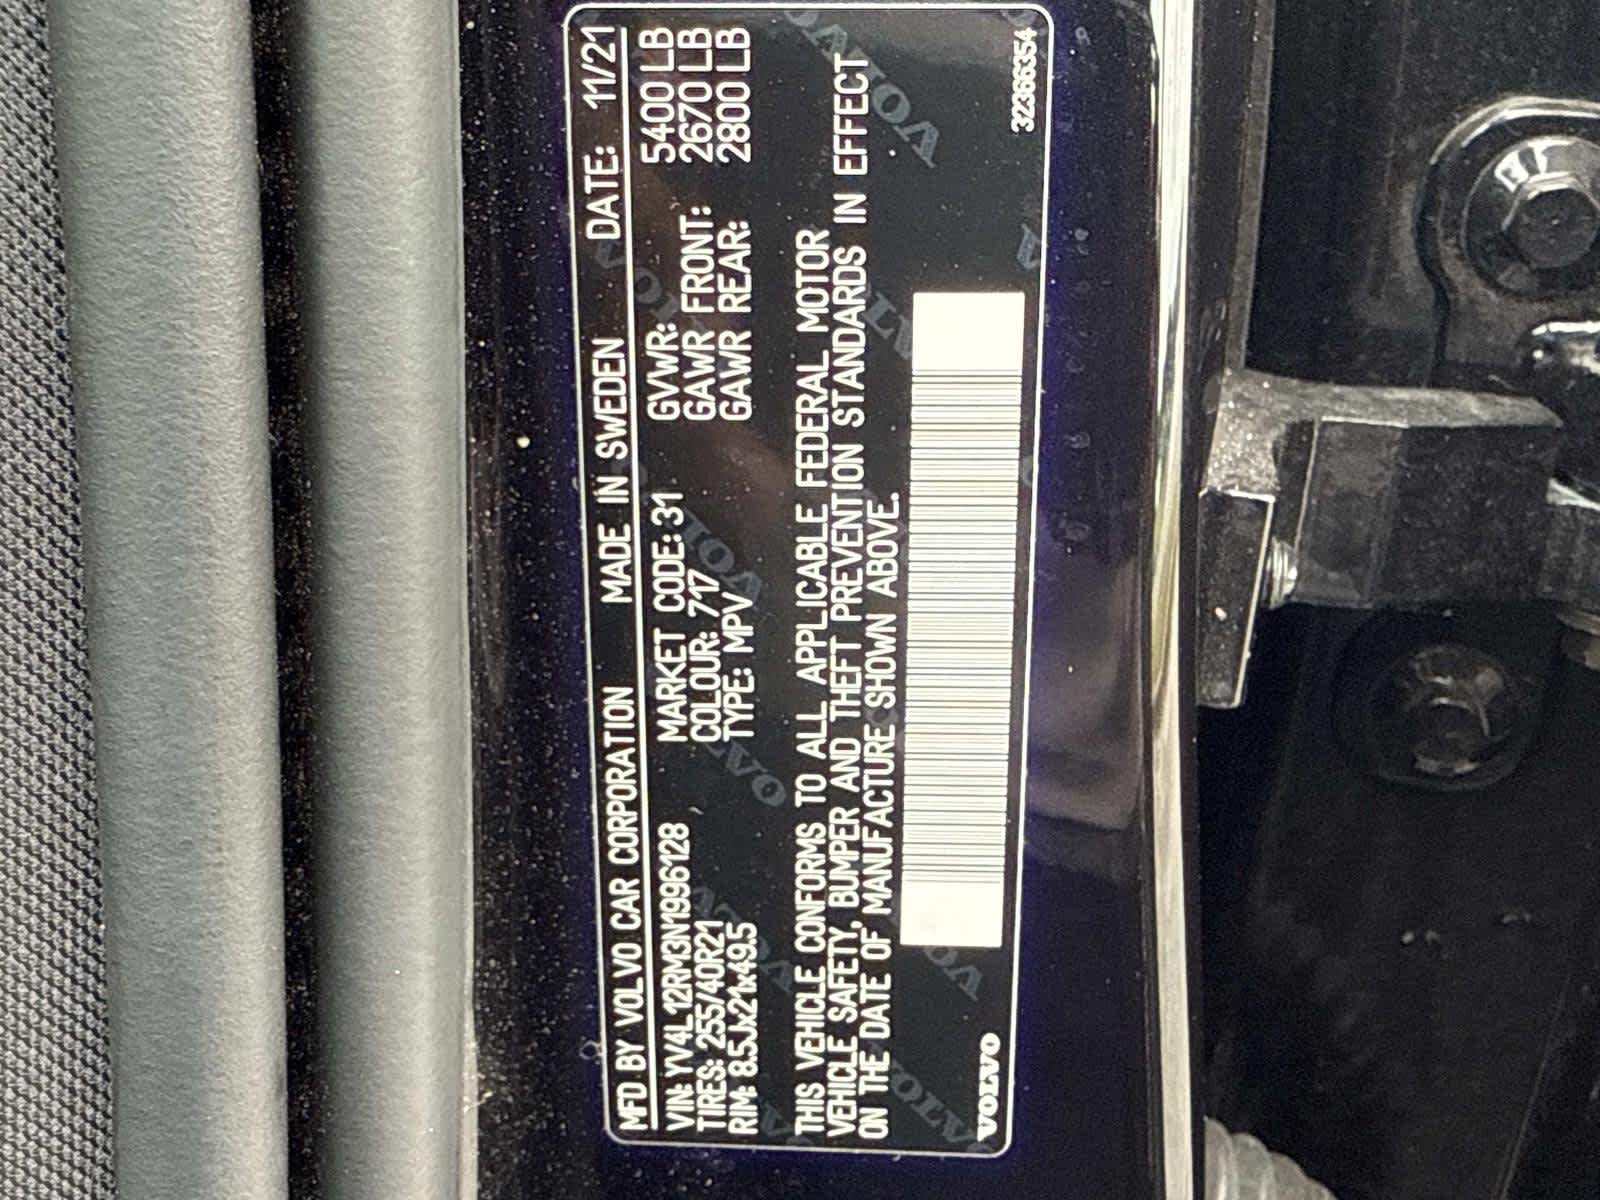 MFD BY VOLVO CAR CORPORATION MADE IN SWEDEN DATE: 11/21
VIN: YV4L12RM3N1996128 MARKET CODE: 31 GVWR: 5400 LB
TIRES: 255/40R21 COLOUR: 717 GAWR FRONT: 2670 LB
RIM: 8.5Jx21x49.5 TYPE: MPV GAWR REAR: 2800 LB
THIS VEHICLE CONFORMS TO ALL APPLICABLE FEDERAL MOTOR
VEHICLE SAFETY, BUMPER AND THEFT PREVENTION STANDARDS IN EFFECT
ON THE DATE OF MANUFACTURE SHOWN ABOVE.
VOLVO 32366354